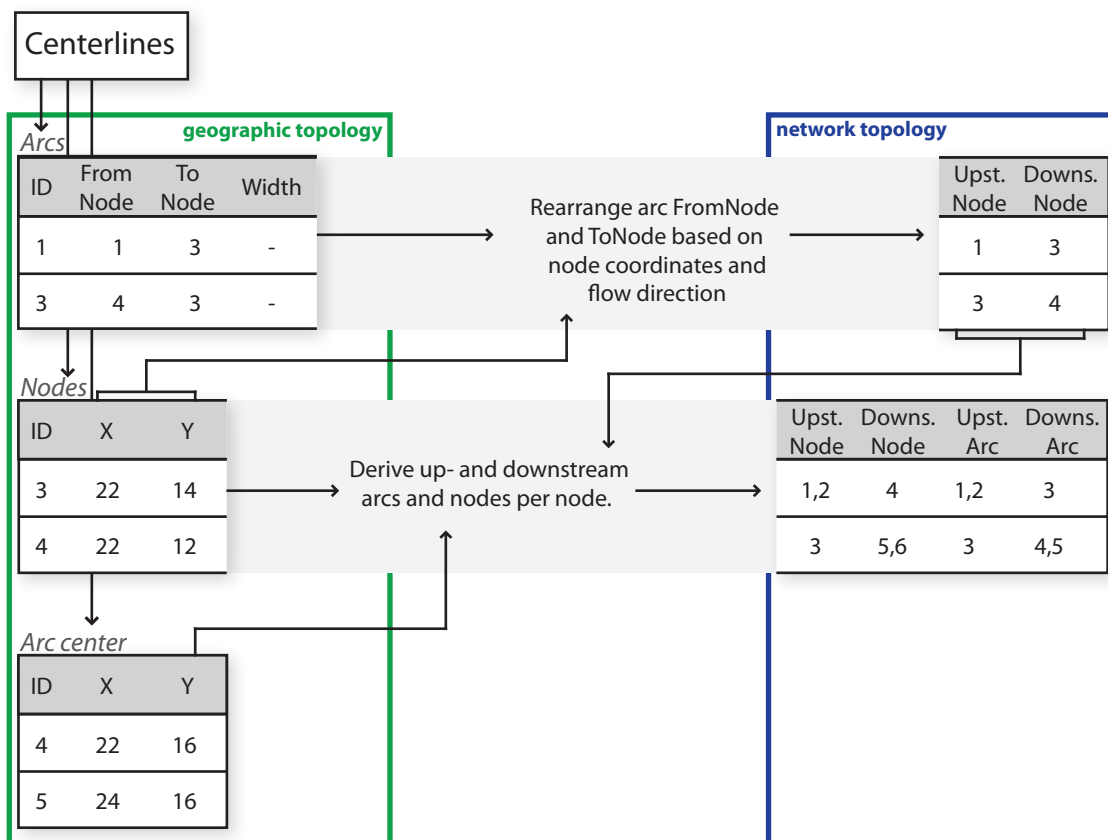 Centerlines
geographic topology
network topology
Arcs
ID From Node To Node Width
1 1 3 -
3 4 3 -
Rearrange arc FromNode
and ToNode based on
node coordinates and
flow direction
Upst. Node Downs. Node
1 3
3 4
Nodes
ID X Y
3 22 14
4 22 12
Derive up- and downstream
arcs and nodes per node.
Upst. Node Downs. Node Upst. Arc Downs. Arc
1,2 4 1,2 3
3 5,6 3 4,5
Arc center
ID X Y
4 22 16
5 24 16